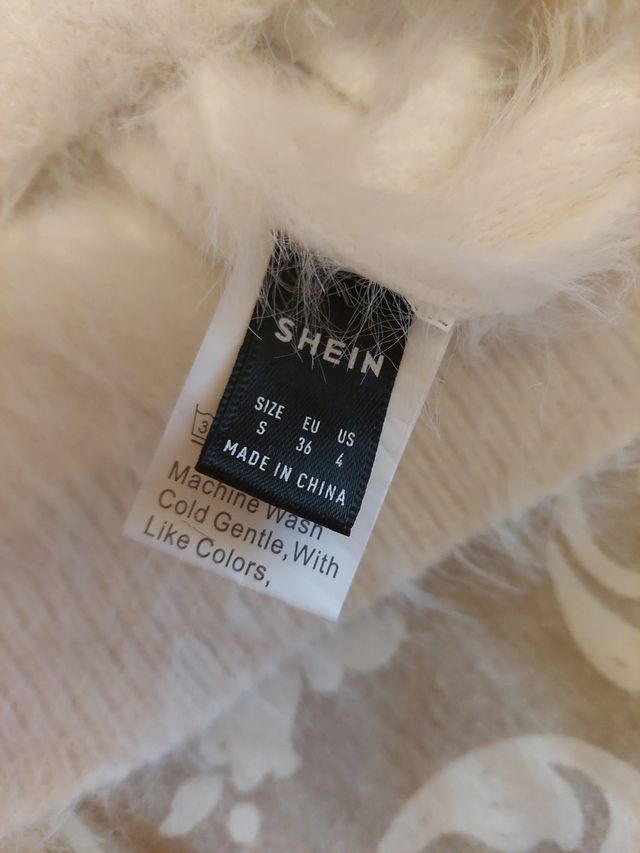 SHEIN
SIZE EU US
S 36 4
MADE IN CHINA
Machine Wash
Cold Gentle, With
Like Colors,